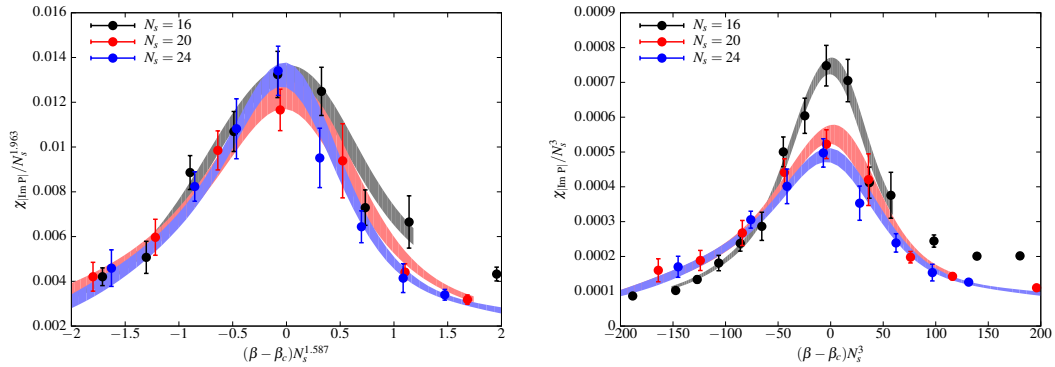 0.016
0.014
0.012
0.01
0.008
0.006
0.004
0.002
χ|Im P|/N_s^1.963
N_s = 16
N_s = 20
N_s = 24
−2 −1.5 −1 −0.5 0 0.5 1 1.5 2
(β − β_c)N_s^1.587
0.0009
0.0008
0.0007
0.0006
0.0005
0.0004
0.0003
0.0002
0.0001
0
χ|Im P|/N_s^3
N_s = 16
N_s = 20
N_s = 24
−200 −150 −100 −50 0 50 100 150 200
(β − β_c)N_s^3